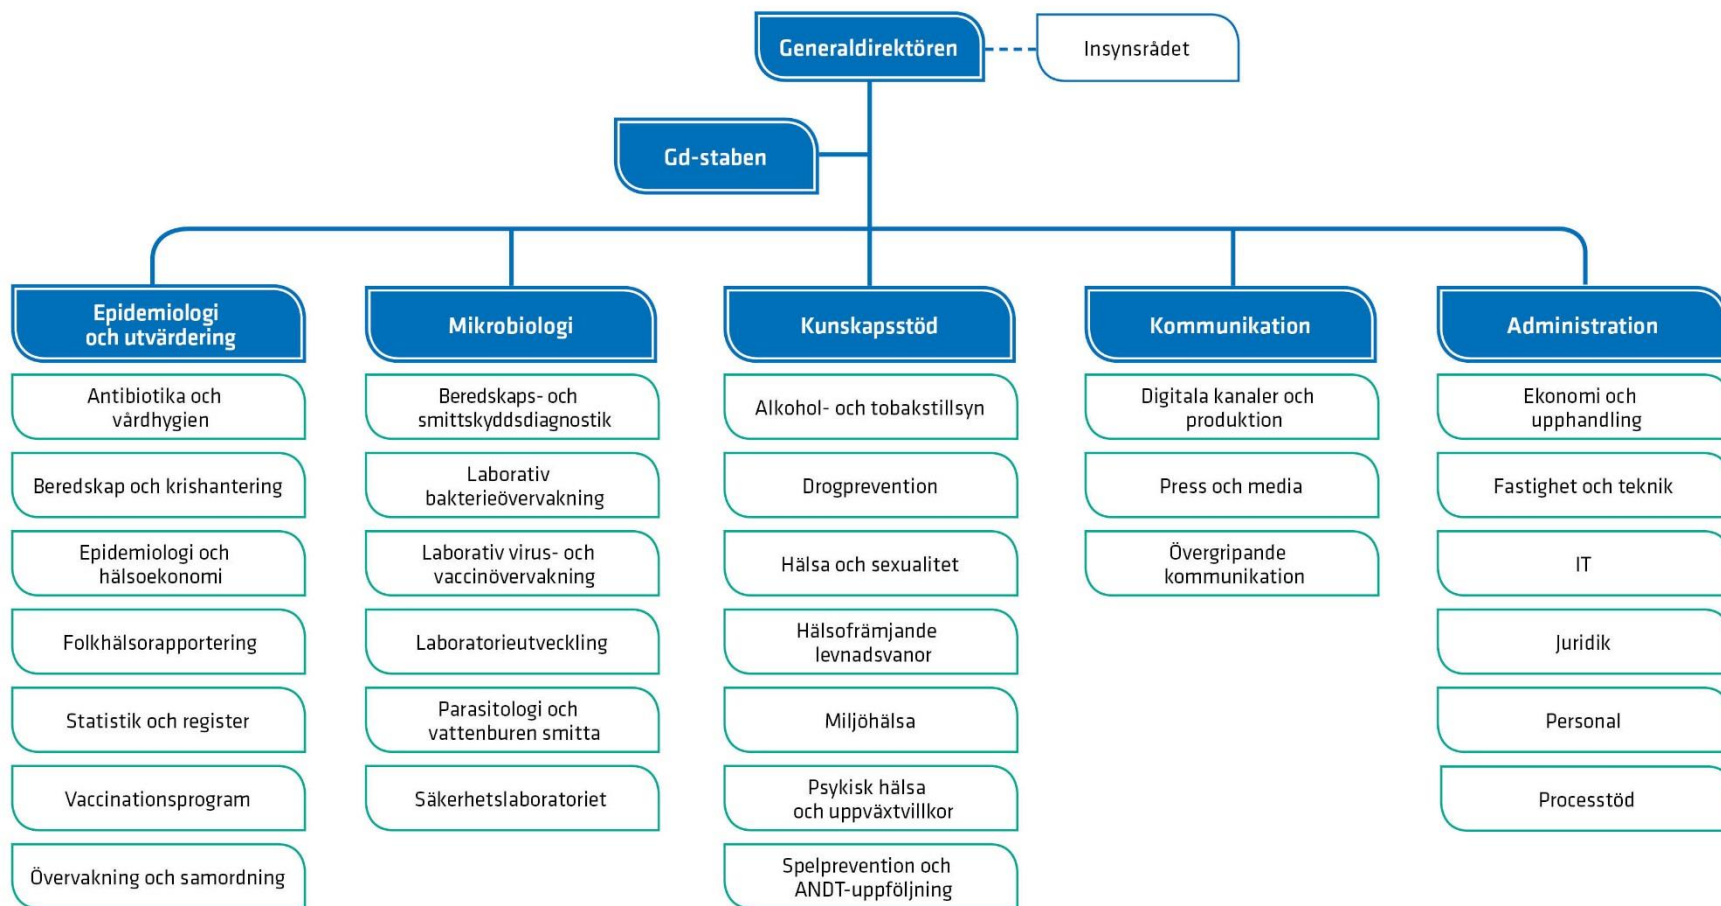 Generaldirektören
Insynsrådet
Gd-staben
Epidemiologi
och utvärdering
Antibiotika och
vårdhygien
Beredskap och krishantering
Epidemiologi och
hälsoekonomi
Folkhälsorapportering
Statistik och register
Vaccinationsprogram
Övervakning och samordning
Mikrobiologi
Beredskaps- och
smittskyddsdiagnostik
Laborativ
bakterieövervakning
Laborativ virus- och
vaccinövervakning
Laboratorieutveckling
Parasitologi och
vattenburen smitta
Säkerhetslaboratoriet
Kunskapsstöd
Alkohol- och tobakstillsyn
Drogprevention
Hälsa och sexualitet
Hälsofrämjande
levnadsvanor
Miljöhälsa
Psykisk hälsa
och uppväxtvillkor
Spelprevention och
ANDT-uppföljning
Kommunikation
Digitala kanaler och
produktion
Press och media
Övergripande
kommunikation
Administration
Ekonomi och
upphandling
Fastighet och teknik
IT
Juridik
Personal
Processtöd